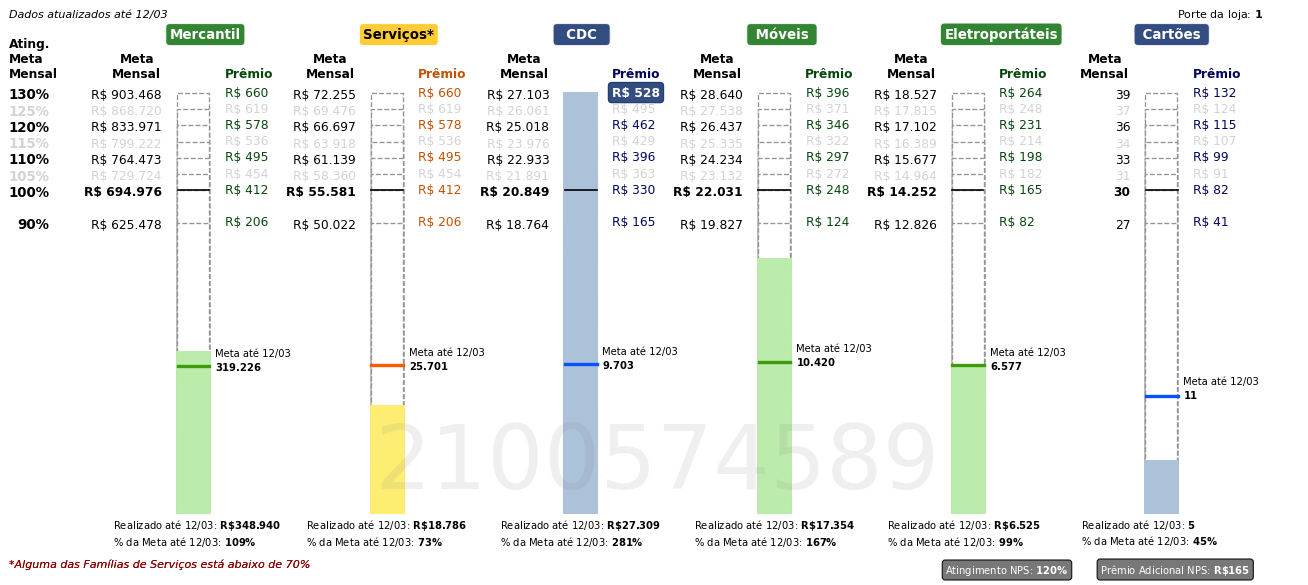 Dados atualizados até 12/03 Porte da loja: 1
Mercantil Serviços* CDC Móveis Eletroportáteis Cartões
Ating.
Meta Meta Meta Meta Meta Meta Meta
Mensal Mensal Prêmio Mensal Prêmio Mensal Prêmio Mensal Prêmio Mensal Prêmio Mensal Prêmio
130% R$ 903.468 R$ 660 R$ 72.255 R$ 660 R$ 27.103 R$ 528 R$ 28.640 R$ 396 R$ 18.527 R$ 264 39 R$ 132
125% R$ 868.720 R$ 619 R$ 69.476 R$ 619 R$ 26.061 R$ 495 R$ 27.538 R$ 371 R$ 17.815 R$ 248 37 R$ 124
120% R$ 833.971 R$ 578 R$ 66.697 R$ 578 R$ 25.018 R$ 462 R$ 26.437 R$ 346 R$ 17.102 R$ 231 36 R$ 115
115% R$ 799.222 R$ 536 R$ 63.918 R$ 536 R$ 23.976 R$ 429 R$ 25.335 R$ 322 R$ 16.389 R$ 214 34 R$ 107
110% R$ 764.473 R$ 495 R$ 61.139 R$ 495 R$ 22.933 R$ 396 R$ 24.234 R$ 297 R$ 15.677 R$ 198 33 R$ 99
105% R$ 729.724 R$ 454 R$ 58.360 R$ 454 R$ 21.891 R$ 363 R$ 23.132 R$ 272 R$ 14.964 R$ 182 31 R$ 91
100% R$ 694.976 R$ 412 R$ 55.581 R$ 412 R$ 20.849 R$ 330 R$ 22.031 R$ 248 R$ 14.252 R$ 165 30 R$ 82
90% R$ 625.478 R$ 206 R$ 50.022 R$ 206 R$ 18.764 R$ 165 R$ 19.827 R$ 124 R$ 12.826 R$ 82 27 R$ 41
Meta até 12/03 Meta até 12/03 Meta até 12/03 Meta até 12/03 Meta até 12/03
319.226 25.701 9.703 10.420 6.577
Meta até 12/03
11
2100574589
Realizado até 12/03: R$348.940 Realizado até 12/03: R$18.786 Realizado até 12/03: R$27.309 Realizado até 12/03: R$17.354 Realizado até 12/03: R$6.525 Realizado até 12/03: 5
% da Meta até 12/03: 109% % da Meta até 12/03: 73% % da Meta até 12/03: 281% % da Meta até 12/03: 167% % da Meta até 12/03: 99% % da Meta até 12/03: 45%
*Alguma das Famílias de Serviços está abaixo de 70% Atingimento NPS: 120% Prêmio Adicional NPS: R$165